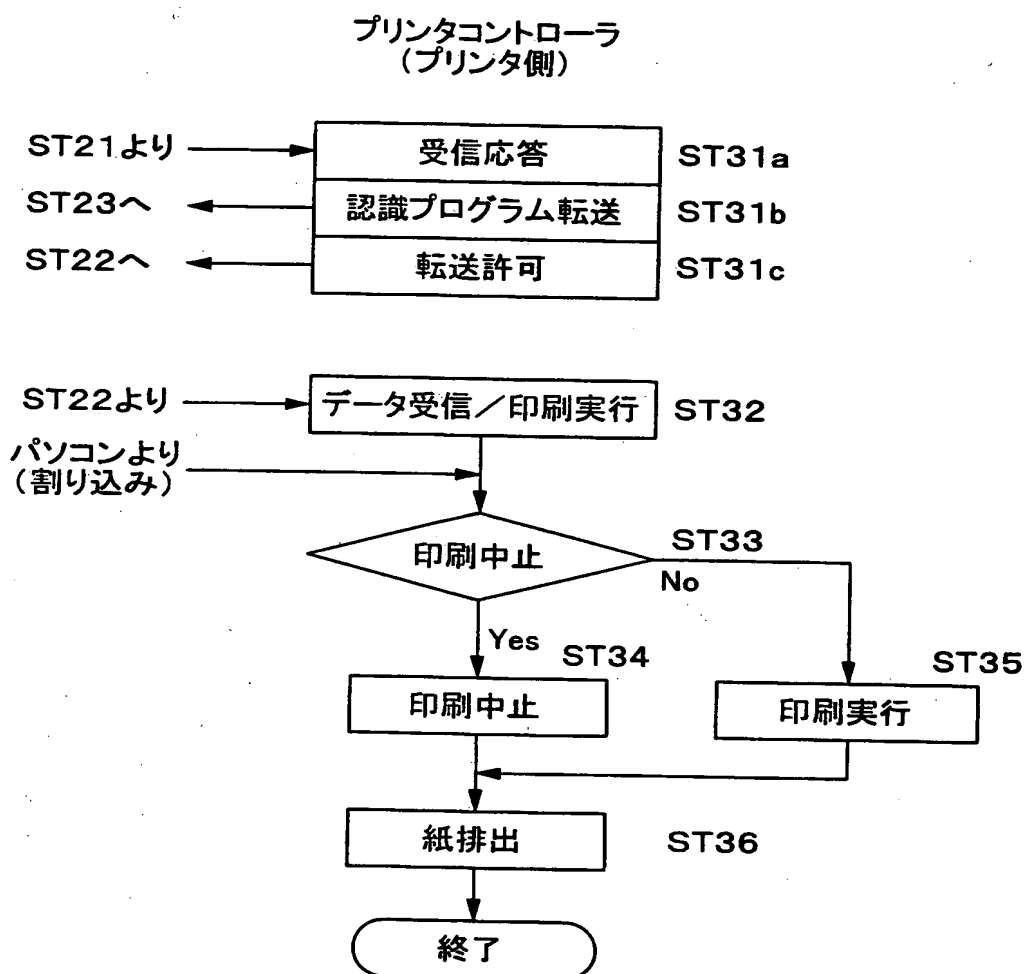 プリンタコントローラ
(プリンタ側)
ST21より
受信応答
ST31a
ST23へ
認識プログラム転送
ST31b
ST22へ
転送許可
ST31c
ST22より
データ受信/印刷実行
ST32
パソコンより
(割り込み)
印刷中止
ST33
No
Yes
ST34
ST35
印刷中止
印刷実行
紙排出
ST36
終了